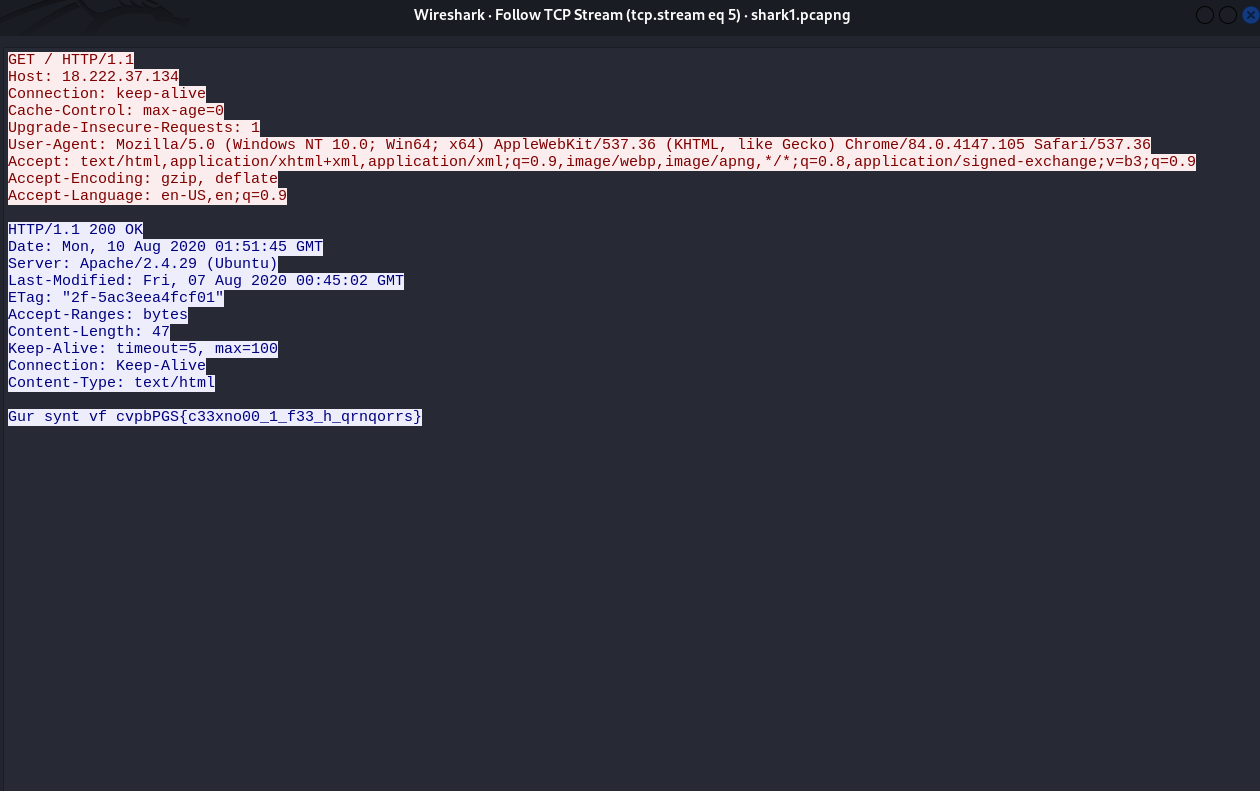 Wireshark · Follow TCP Stream (tcp.stream eq 5) · shark1.pcapng
GET / HTTP/1.1
Host: 18.222.37.134
Connection: keep-alive
Cache-Control: max-age=0
Upgrade-Insecure-Requests: 1
User-Agent: Mozilla/5.0 (Windows NT 10.0; Win64; x64) AppleWebKit/537.36 (KHTML, like Gecko) Chrome/84.0.4147.105 Safari/537.36
Accept: text/html,application/xhtml+xml,application/xml;q=0.9,image/webp,image/apng,*/*;q=0.8,application/signed-exchange;v=b3;q=0.9
Accept-Encoding: gzip, deflate
Accept-Language: en-US,en;q=0.9
HTTP/1.1 200 OK
Date: Mon, 10 Aug 2020 01:51:45 GMT
Server: Apache/2.4.29 (Ubuntu)
Last-Modified: Fri, 07 Aug 2020 00:45:02 GMT
ETag: "2f-5ac3eea4fcf01"
Accept-Ranges: bytes
Content-Length: 47
Keep-Alive: timeout=5, max=100
Connection: Keep-Alive
Content-Type: text/html
Gur synt vf cvpbPGS{c33xno00_1_f33_h_qrnqorrs}